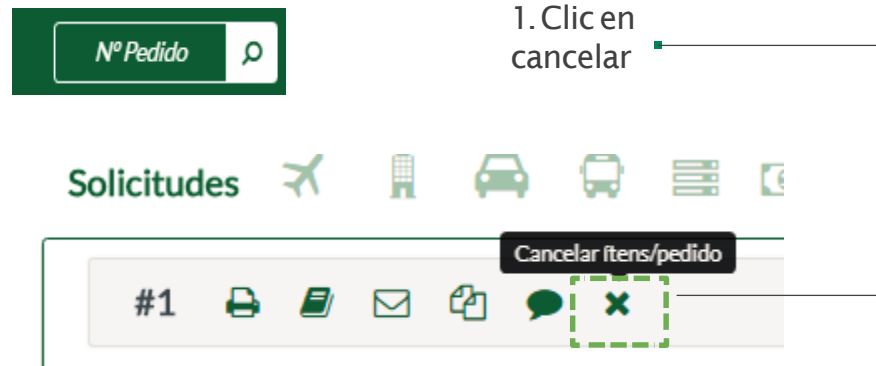 Nº Pedido
1. Clic en
cancelar
Solicitudes
Cancelar ítens/pedido
#1